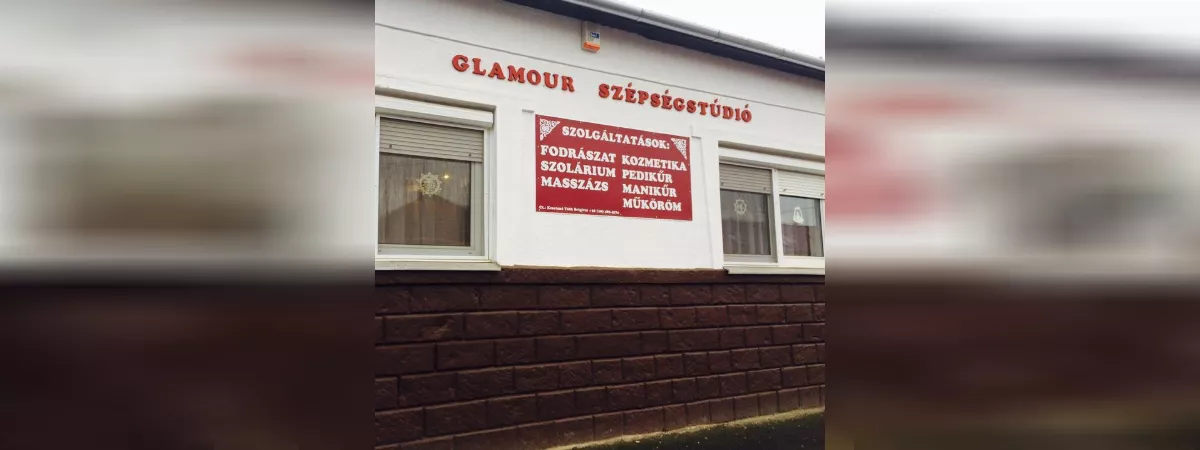 GLAMOUR SZÉPSÉGSTÚDIÓ
SZOLGÁLTATÁSOK:
FODRÁSZAT KOZMETIKA
SZOLÁRIUM PEDIKŰR
MASSZÁZS MANIKŰR
MŰKÖRÖM